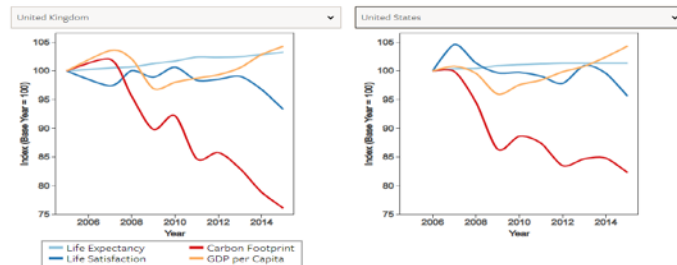 United Kingdom
United States
Index (Base Year = 100)
105
100
95
90
85
80
75
2006
2008
2010
2012
2014
Year
Life Expectancy
Carbon Footprint
Life Satisfaction
GDP per Capita
Index (Base Year = 100)
105
100
95
90
85
80
75
2006
2008
2010
2012
2014
Year